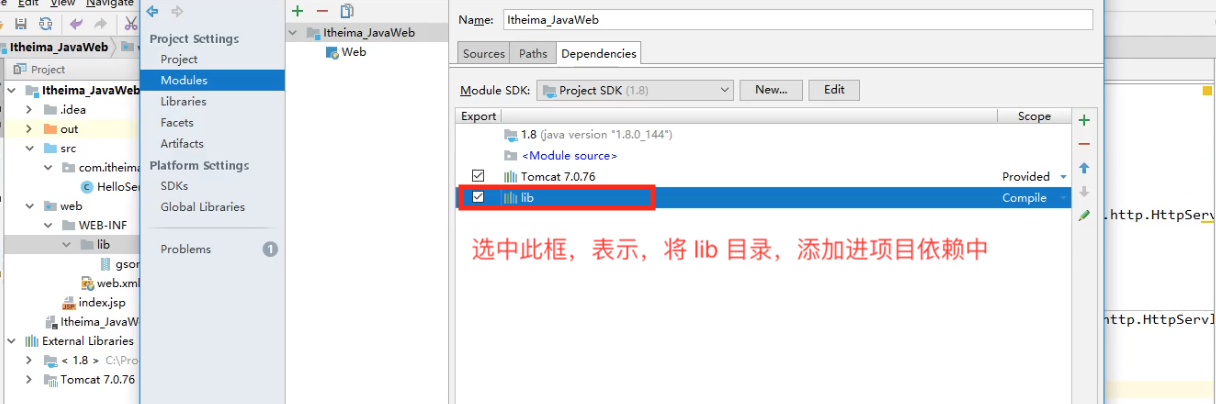 File Edit View Navi
Itheima_JavaWeb
Project
Itheima_JavaWeb
.idea
out
src
com.itheima
HelloSer
web
WEB-INF
lib
gson
web.xml
index.jsp
Itheima_JavaW
External Libraries
< 1.8 > C:\Pro
Tomcat 7.0.76
Project Settings
Project
Modules
Libraries
Facets
Artifacts
Platform Settings
SDKs
Global Libraries
Problems
1
Itheima_JavaWeb
Web
Name: Itheima_JavaWeb
Sources Paths Dependencies
Module SDK: Project SDK (1.8) New... Edit
Export Scope
1.8 (java version "1.8.0_144")
<Module source>
Tomcat 7.0.76 Provided
lib Compile
选中此框，表示，将 lib 目录，添加进项目依赖中
.http.HttpServ
http.HttpServl